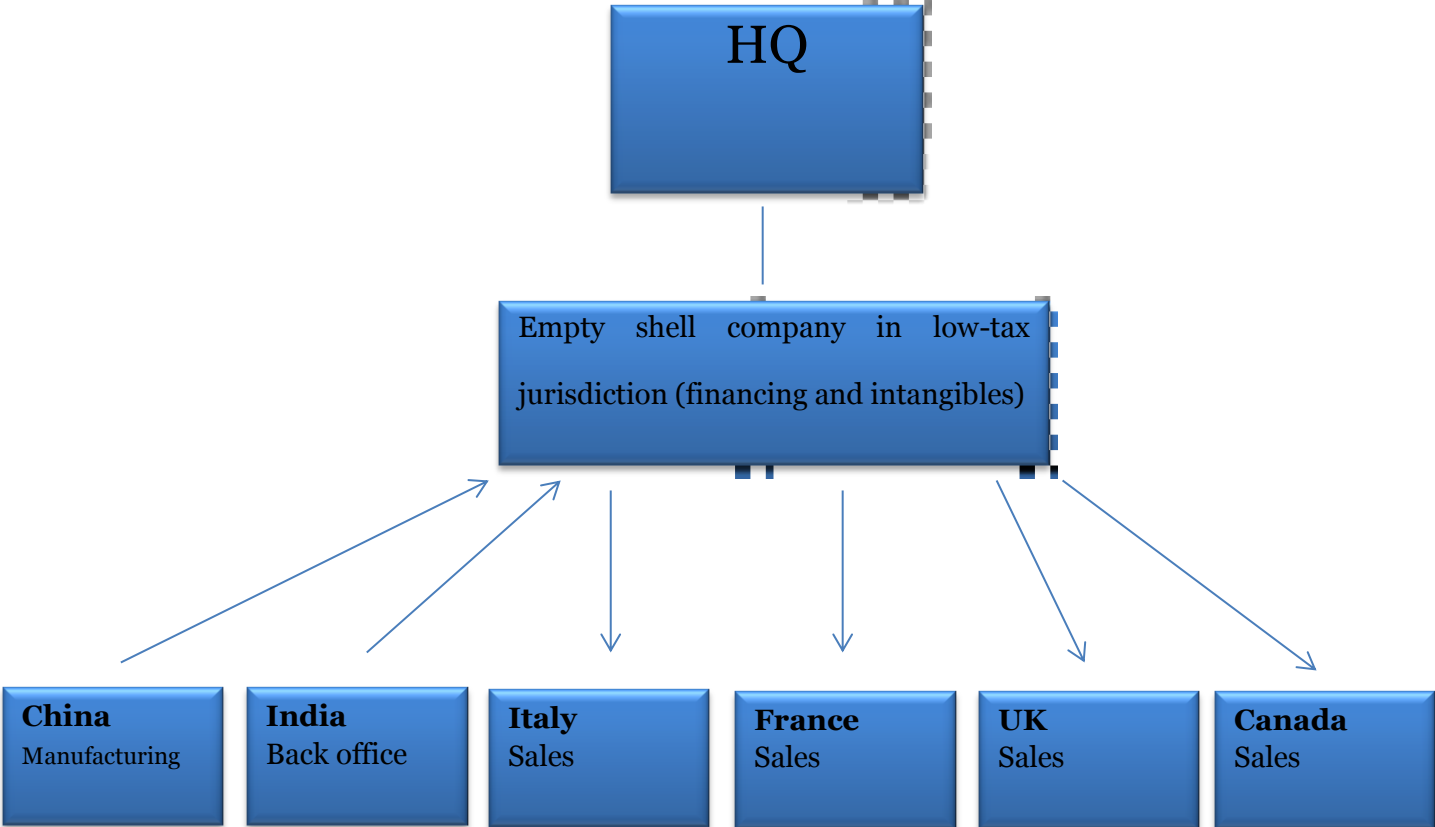 HQ
Empty shell company in low-tax
jurisdiction (financing and intangibles)
China
Manufacturing
India
Back office
Italy
Sales
France
Sales
UK
Sales
Canada
Sales